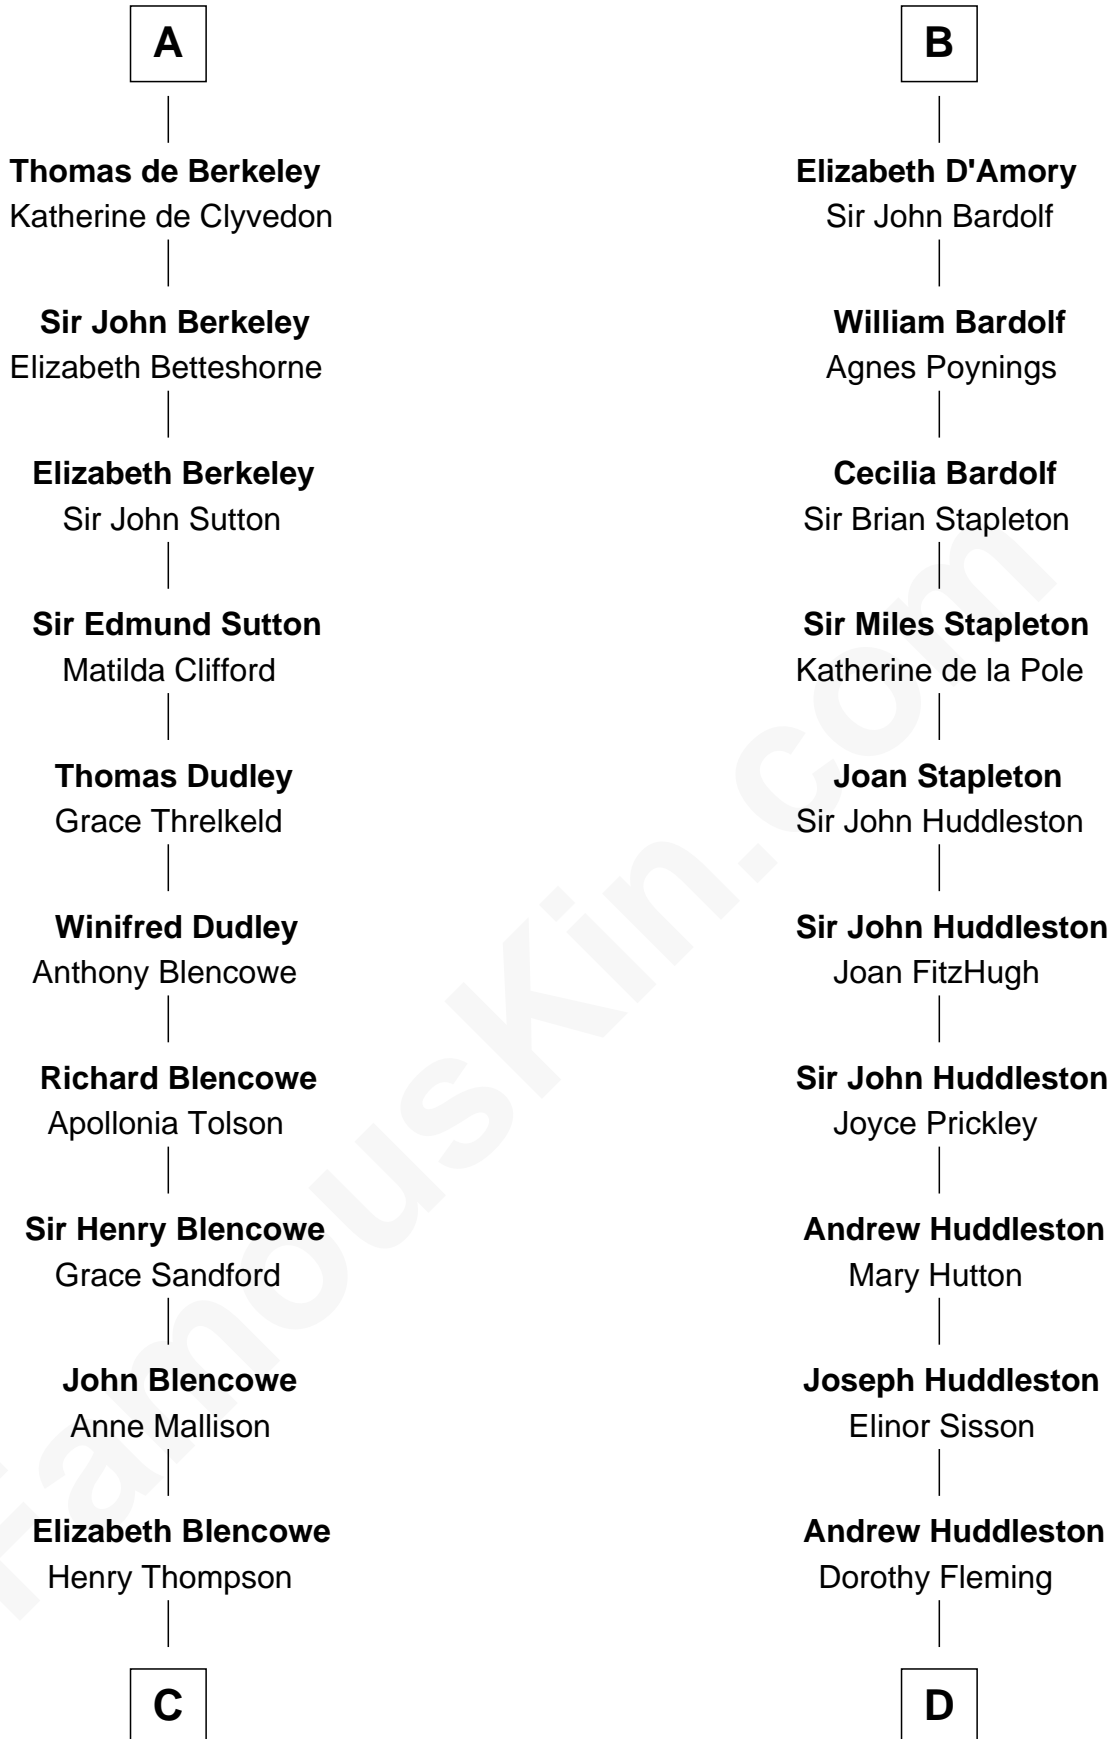 A
Thomas de Berkeley
Katherine de Clyvedon
Sir John Berkeley
Elizabeth Betteshorne
Elizabeth Berkeley
Sir John Sutton
Sir Edmund Sutton
Matilda Clifford
Thomas Dudley
Grace Threlkeld
Winifred Dudley
Anthony Blencowe
Richard Blencowe
Apollonia Tolson
Sir Henry Blencowe
Grace Sandford
John Blencowe
Anne Mallison
Elizabeth Blencowe
Henry Thompson
C
B
Elizabeth D'Amory
Sir John Bardolf
William Bardolf
Agnes Poynings
Cecilia Bardolf
Sir Brian Stapleton
Sir Miles Stapleton
Katherine de la Pole
Joan Stapleton
Sir John Huddleston
Sir John Huddleston
Joan FitzHugh
Sir John Huddleston
Joyce Prickley
Andrew Huddleston
Mary Hutton
Joseph Huddleston
Elinor Sisson
Andrew Huddleston
Dorothy Fleming
D
FamousKin.com